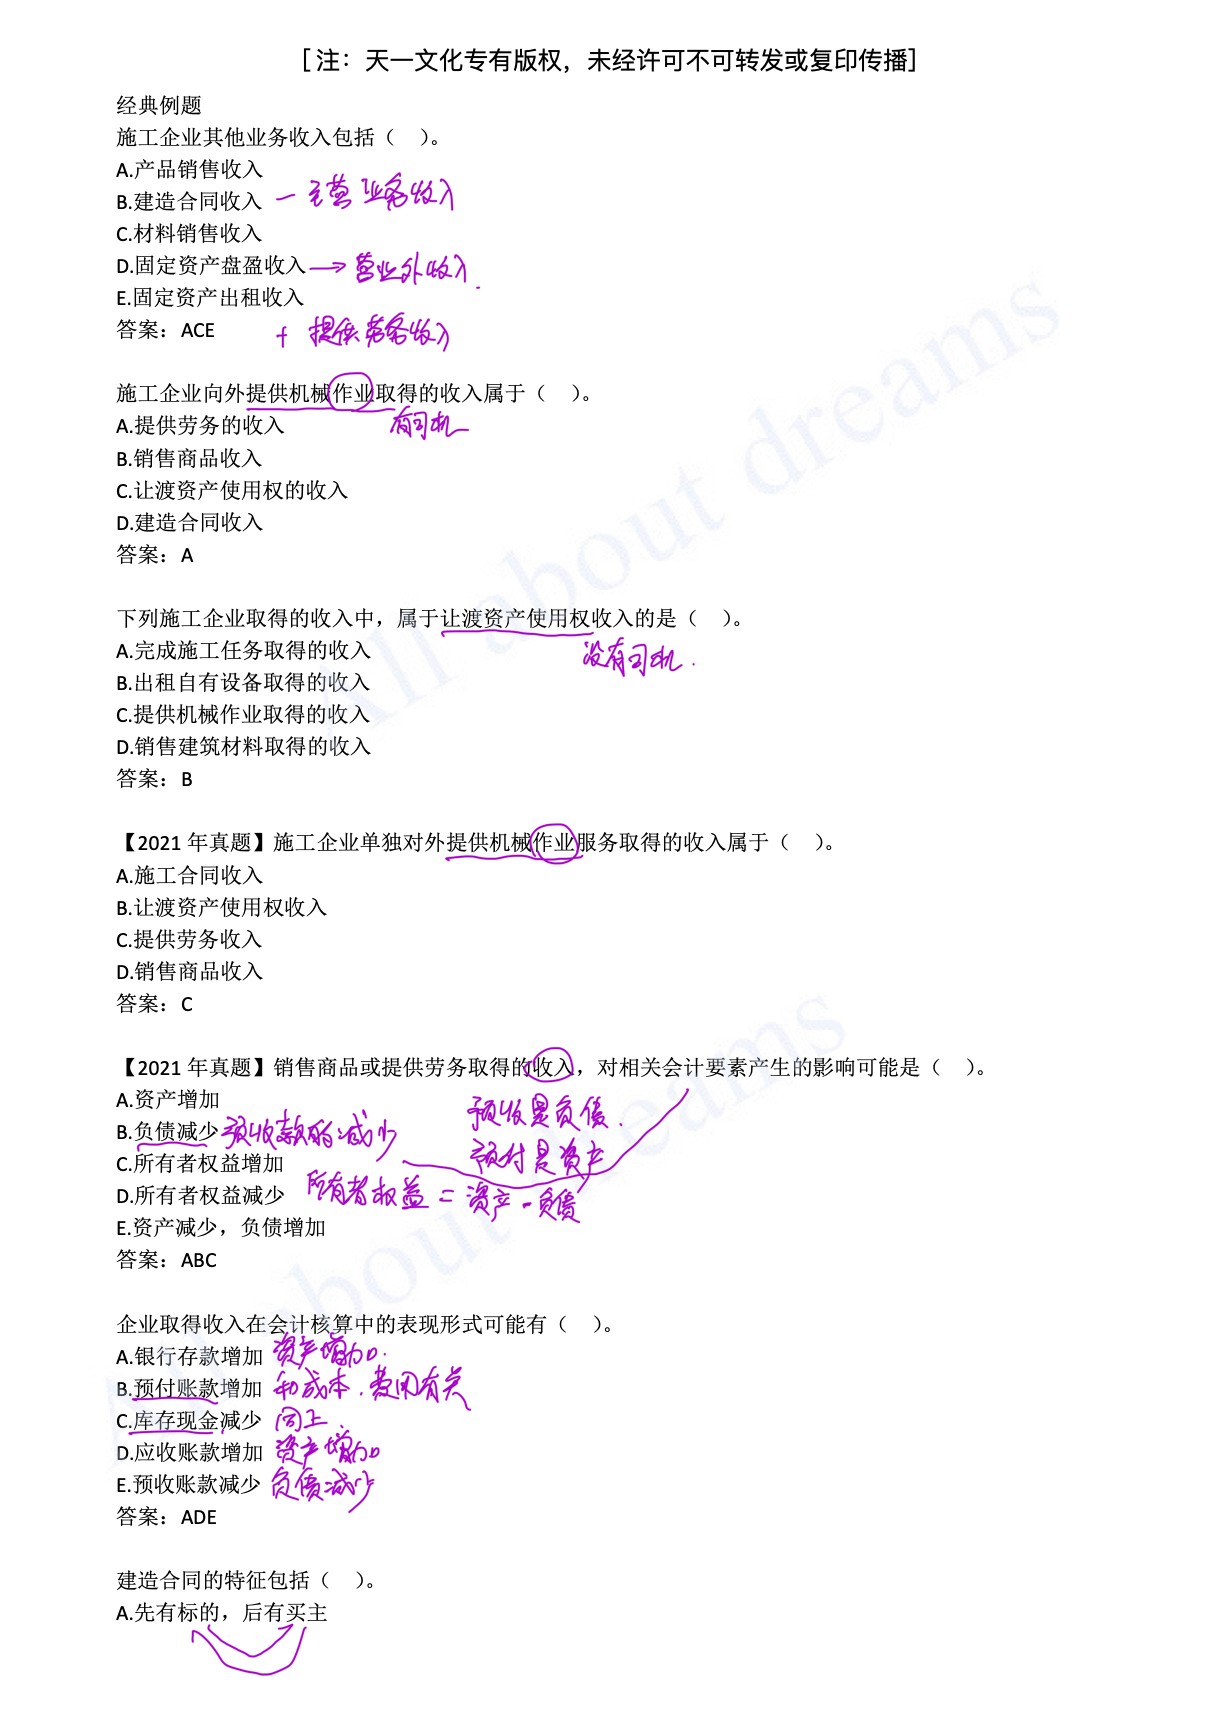 [注：天一文化专有版权，未经许可不可转发或复印传播]
经典例题
施工企业其他业务收入包括（ ）。
A.产品销售收入
B.建造合同收入 — 主营业务收入
C.材料销售收入
D.固定资产盘盈收入 → 营业外收入.
E.固定资产出租收入
答案：ACE + 提供劳务收入
施工企业向外提供机械作业取得的收入属于（ ）。
A.提供劳务的收入 有司机
B.销售商品收入
C.让渡资产使用权的收入
D.建造合同收入
答案：A
下列施工企业取得的收入中，属于让渡资产使用权收入的是（ ）。
A.完成施工任务取得的收入 没有司机.
B.出租自有设备取得的收入
C.提供机械作业取得的收入
D.销售建筑材料取得的收入
答案：B
【2021 年真题】施工企业单独对外提供机械作业服务取得的收入属于（ ）。
A.施工合同收入
B.让渡资产使用权收入
C.提供劳务收入
D.销售商品收入
答案：C
【2021 年真题】销售商品或提供劳务取得的收入，对相关会计要素产生的影响可能是（ ）。
A.资产增加 预收是负债.
B.负债减少 预收款的减少
C.所有者权益增加 预付是资产
D.所有者权益减少 所有者权益 = 资产 - 负债
E.资产减少，负债增加
答案：ABC
企业取得收入在会计核算中的表现形式可能有（ ）。
A.银行存款增加 资产增加.
B.预付账款增加 和成本.费用有关
C.库存现金减少 同上.
D.应收账款增加 资产增加
E.预收账款减少 负债减少
答案：ADE
建造合同的特征包括（ ）。
A.先有标的，后有买主
All about dreams
All about dreams